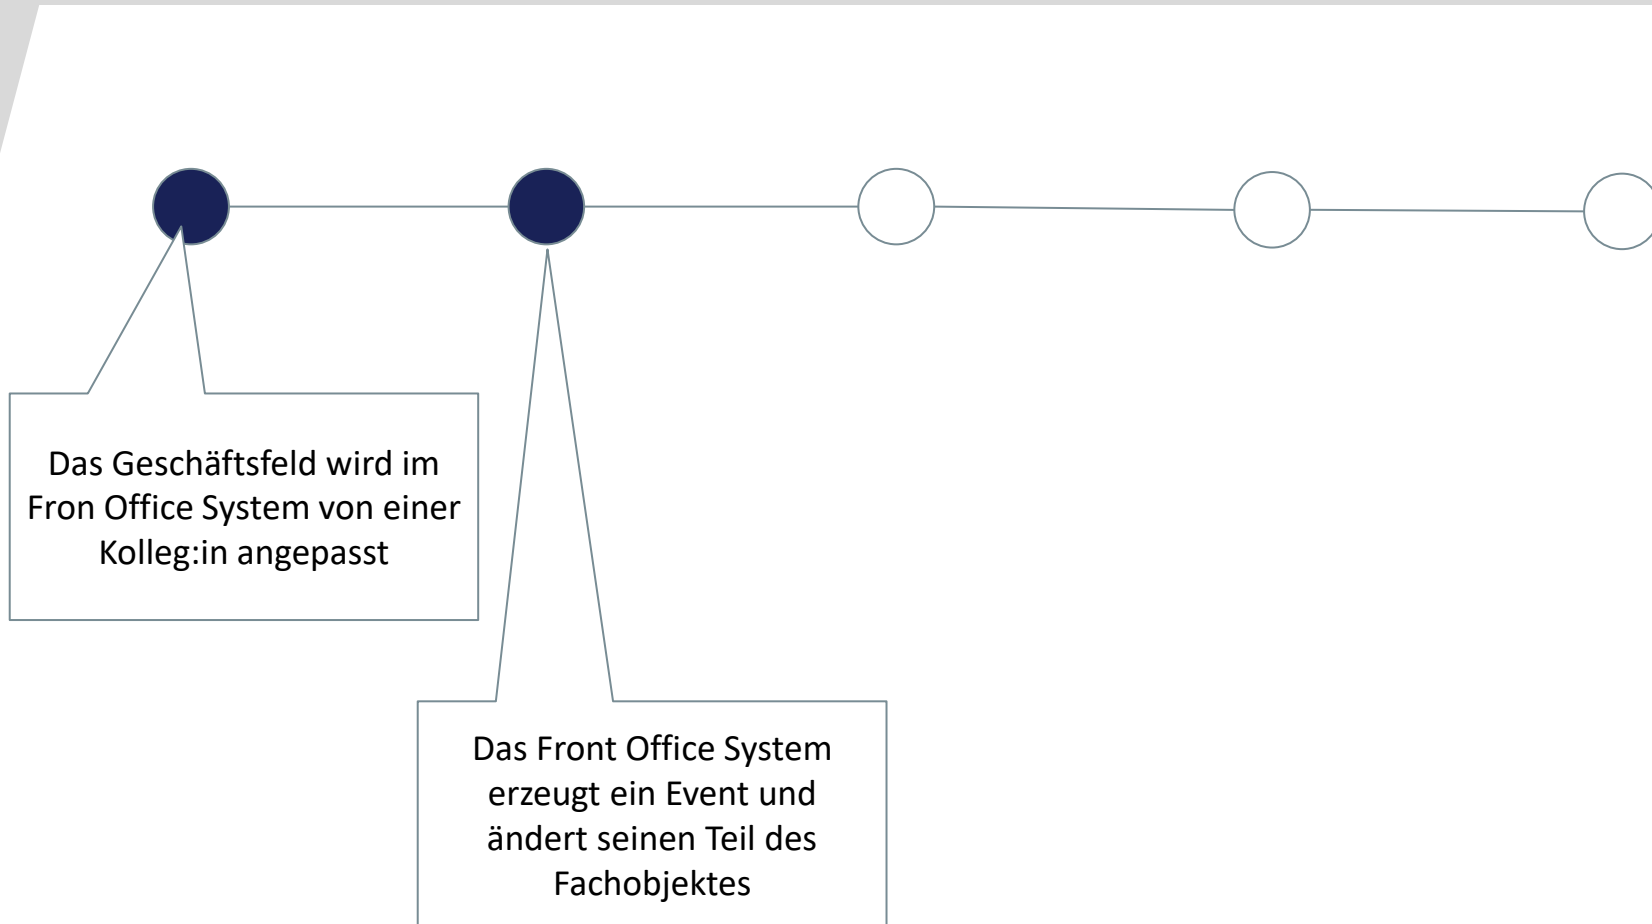 Das Geschäftsfeld wird im
Fron Office System von einer
Kolleg:in angepasst
Das Front Office System
erzeugt ein Event und
ändert seinen Teil des
Fachobjektes